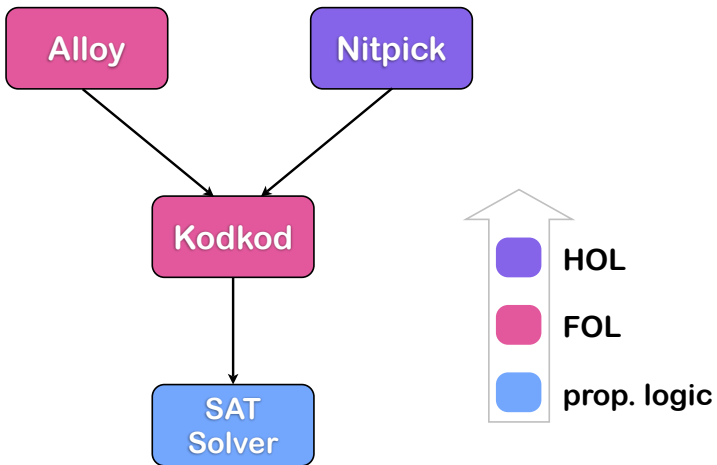 Alloy
Nitpick
Kodkod
HOL
FOL
prop. logic
SAT
Solver